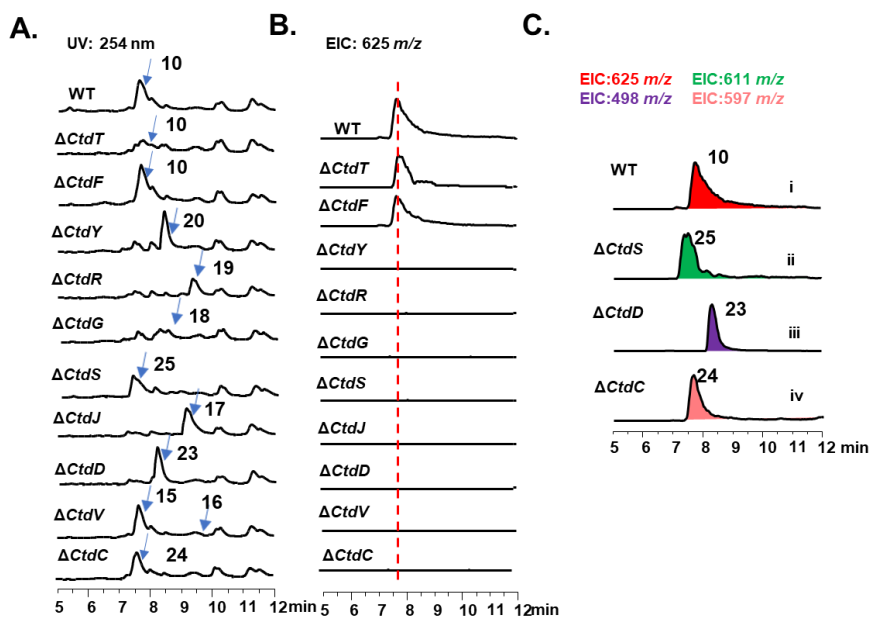 A.
UV: 254 nm
10
WT
10
ΔCtdT
10
ΔCtdF
20
ΔCtdY
19
ΔCtdR
18
ΔCtdG
25
ΔCtdS
17
ΔCtdJ
23
ΔCtdD
15 16
ΔCtdV
24
ΔCtdC
5 6 7 8 9 10 11 12 min
B.
EIC: 625 m/z
WT
ΔCtdT
ΔCtdF
ΔCtdY
ΔCtdR
ΔCtdG
ΔCtdS
ΔCtdJ
ΔCtdD
ΔCtdV
ΔCtdC
5 6 7 8 9 10 11 12
C.
EIC:625 m/z EIC:611 m/z
EIC:498 m/z EIC:597 m/z
WT 10 i
ΔCtdS 25 ii
ΔCtdD 23 iii
ΔCtdC 24 iv
5 6 7 8 9 10 11 12 min